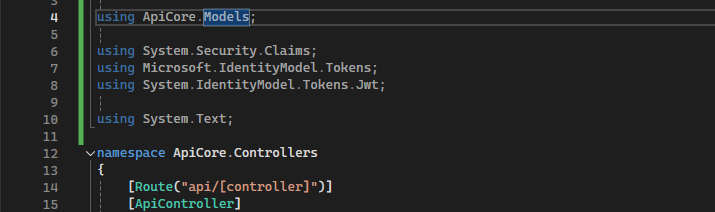 3
4 using ApiCore.Models;
5
6 using System.Security.Claims;
7 using Microsoft.IdentityModel.Tokens;
8 using System.IdentityModel.Tokens.Jwt;
9
10 using System.Text;
11
12 namespace ApiCore.Controllers
13 {
14 [Route("api/[controller]")]
15 [ApiController]